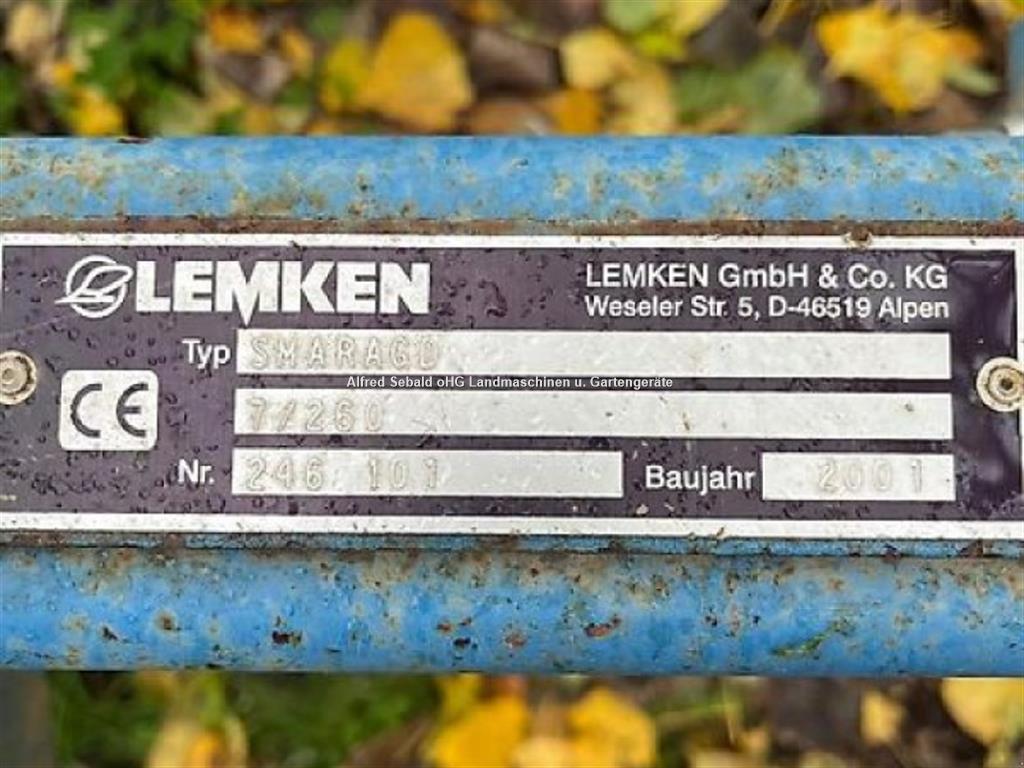 LEMKEN
LEMKEN GmbH & Co. KG
Weseler Str. 5, D-46519 Alpen
Typ SMARAGD
Alfred Sebald oHG Landmaschinen u. Gartengeräte
7/260
CE
Nr. 246 101 Baujahr 2001